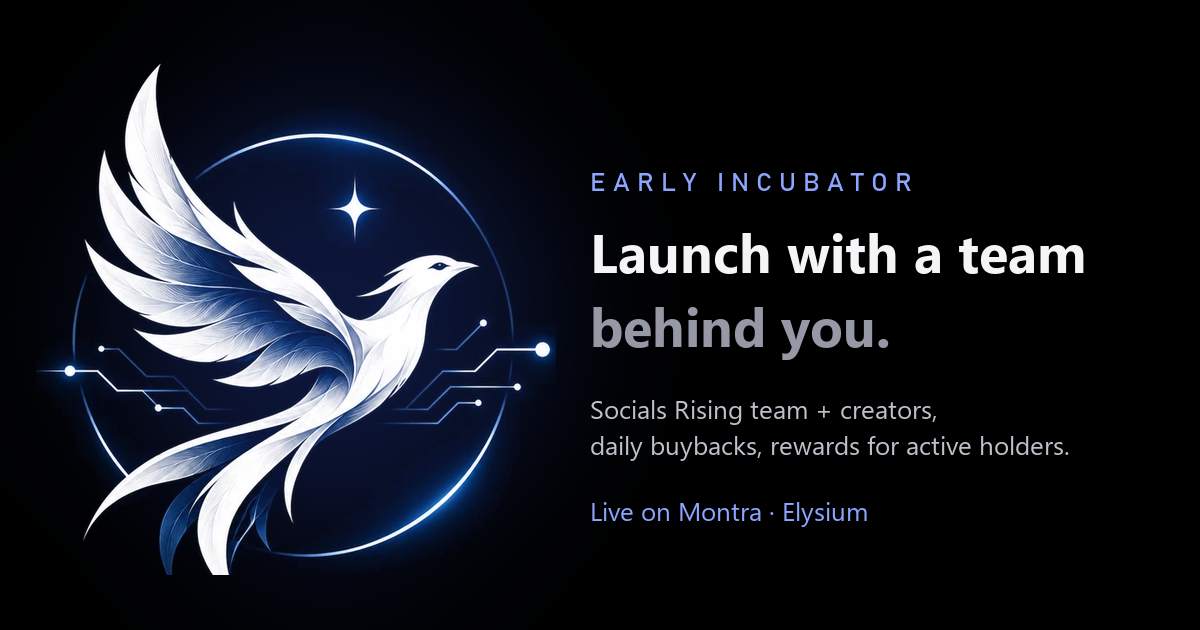 EARLY INCUBATOR
Launch with a team
behind you.
Socials Rising team + creators,
daily buybacks, rewards for active holders.
Live on Montra · Elysium